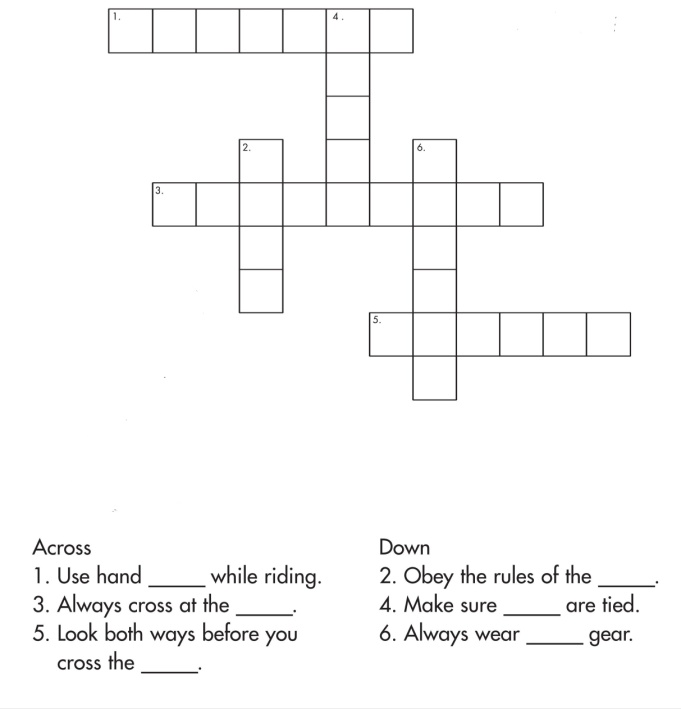 1.
4.
2.
6.
3.
5.
Across
1. Use hand _____ while riding.
3. Always cross at the _____.
5. Look both ways before you
cross the _____.
Down
2. Obey the rules of the _____.
4. Make sure _____ are tied.
6. Always wear _____ gear.